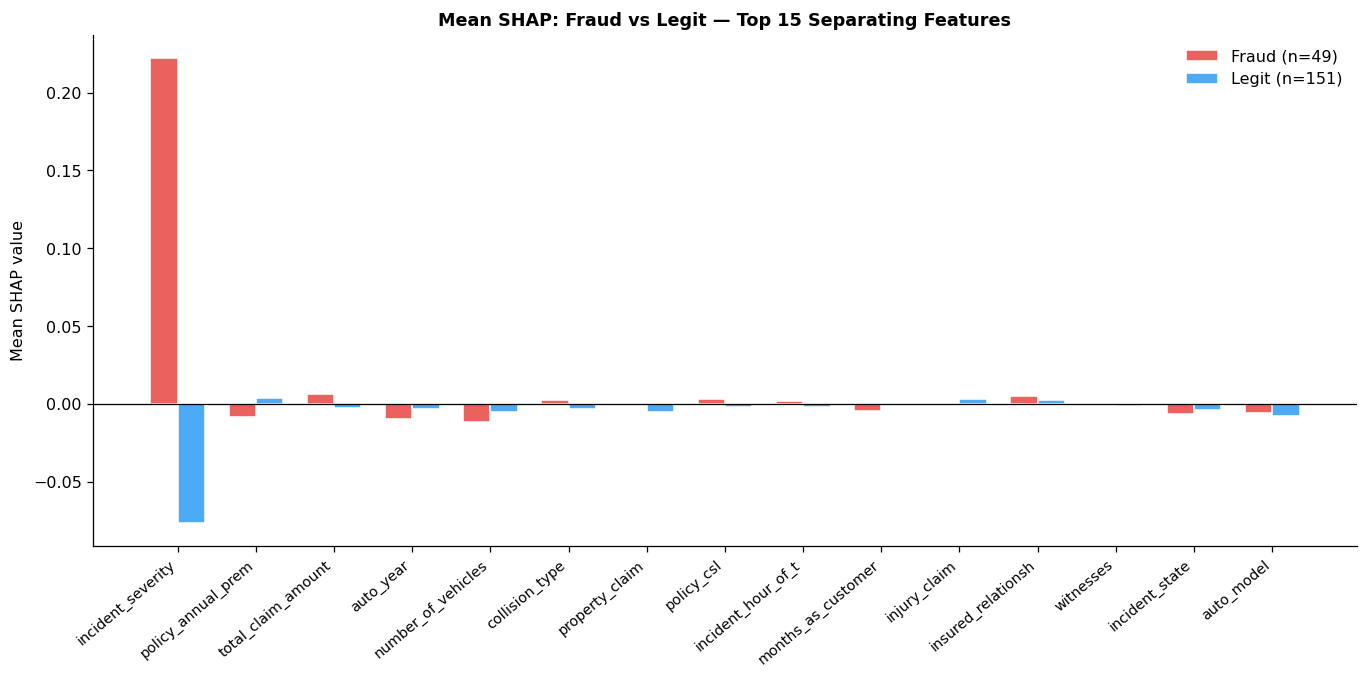 Mean SHAP: Fraud vs Legit — Top 15 Separating Features
Fraud (n=49)
Legit (n=151)
Mean SHAP value
0.20
0.15
0.10
0.05
0.00
−0.05
incident_severity
policy_annual_prem
total_claim_amount
auto_year
number_of_vehicles
collision_type
property_claim
policy_csl
incident_hour_of_t
months_as_customer
injury_claim
insured_relationsh
witnesses
incident_state
auto_model